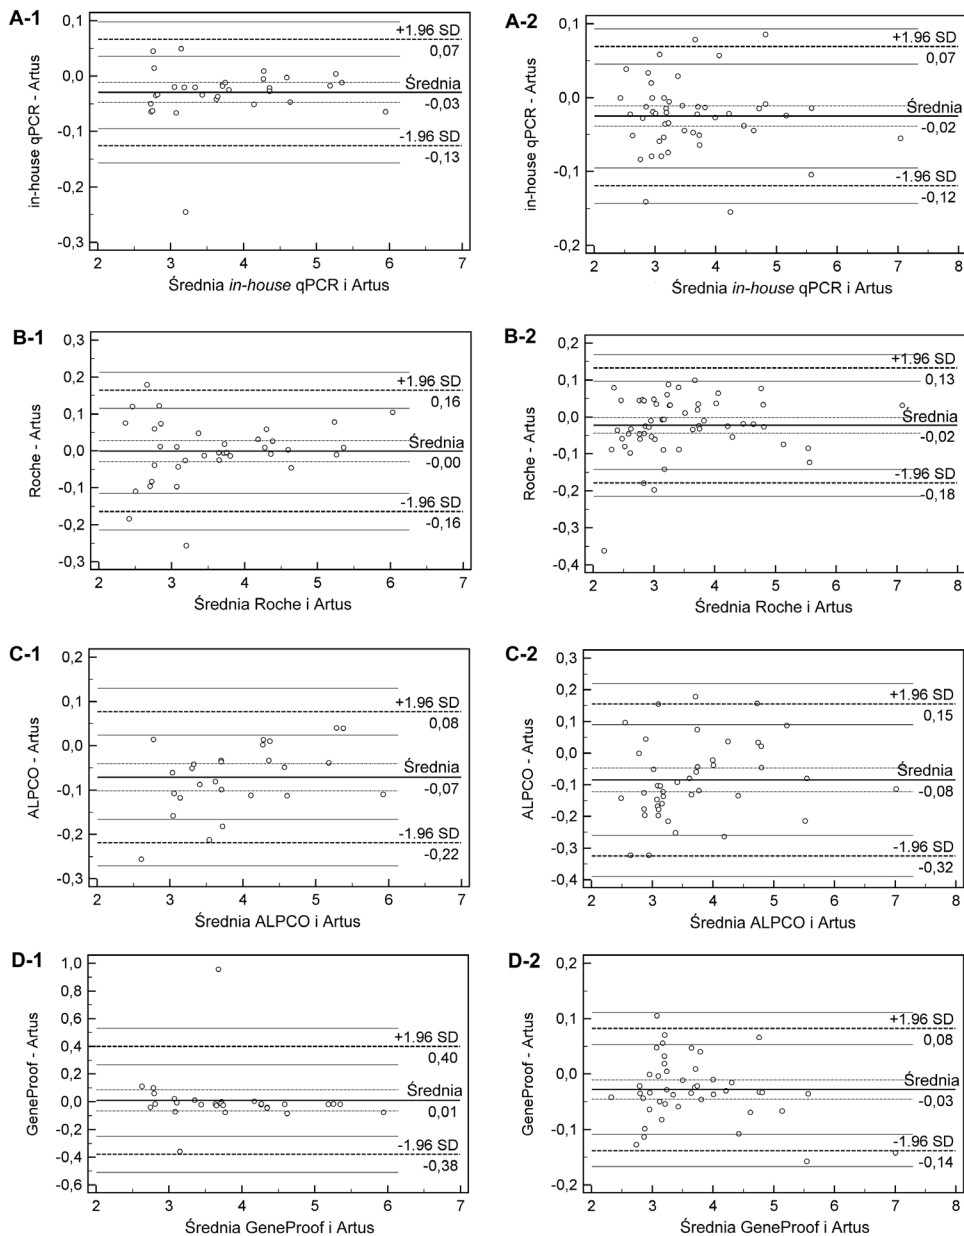 A-1
in-house qPCR - Artus
0,1
0,0
-0,1
-0,2
-0,3
+1.96 SD
0,07
Średnia
-0,03
-1.96 SD
-0,13
2 3 4 5 6 7
Średnia in-house qPCR i Artus
A-2
in-house qPCR - Artus
0,1
0,0
-0,1
-0,2
+1.96 SD
0,07
Średnia
-0,02
-1.96 SD
-0,12
2 3 4 5 6 7 8
Średnia in-house qPCR i Artus
B-1
Roche - Artus
0,3
0,2
0,1
0,0
-0,1
-0,2
-0,3
+1.96 SD
0,16
Średnia
-0,00
-1.96 SD
-0,16
2 3 4 5 6 7
Średnia Roche i Artus
B-2
Roche - Artus
0,2
0,1
0,0
-0,1
-0,2
-0,3
-0,4
+1.96 SD
0,13
Średnia
-0,02
-1.96 SD
-0,18
2 3 4 5 6 7 8
Średnia Roche i Artus
C-1
ALPCO - Artus
0,2
0,1
0,0
-0,1
-0,2
-0,3
+1.96 SD
0,08
Średnia
-0,07
-1.96 SD
-0,22
2 3 4 5 6 7
Średnia ALPCO i Artus
C-2
ALPCO - Artus
0,3
0,2
0,1
0,0
-0,1
-0,2
-0,3
-0,4
+1.96 SD
0,15
Średnia
-0,08
-1.96 SD
-0,32
2 3 4 5 6 7 8
Średnia ALPCO i Artus
D-1
GeneProof - Artus
1,0
0,8
0,6
0,4
0,2
0,0
-0,2
-0,4
-0,6
+1.96 SD
0,40
Średnia
0,01
-1.96 SD
-0,38
2 3 4 5 6 7
Średnia GeneProof i Artus
D-2
GeneProof - Artus
0,2
0,1
0,0
-0,1
-0,2
+1.96 SD
0,08
Średnia
-0,03
-1.96 SD
-0,14
2 3 4 5 6 7 8
Średnia GeneProof i Artus